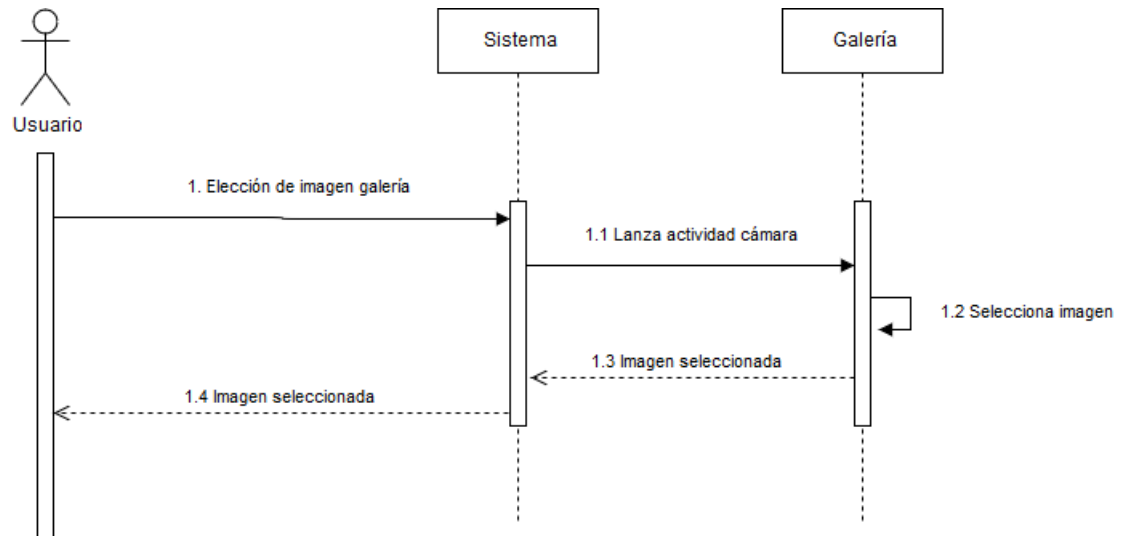 Sistema
Galería
Usuario
1. Elección de imagen galería
1.1 Lanza actividad cámara
1.2 Selecciona imagen
1.3 Imagen seleccionada
1.4 Imagen seleccionada